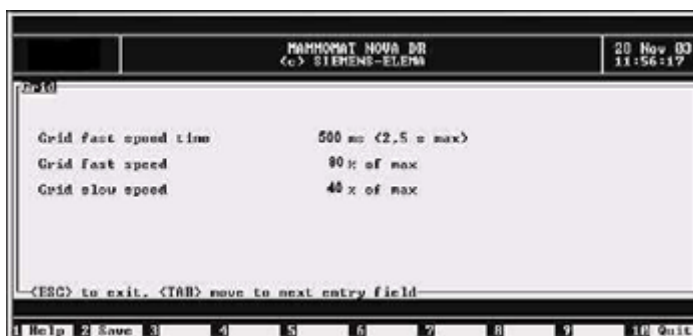 MAMMOMAT NOVA DR
(c) SIEMENS-ELEMA
20 Nov 03
11:56:17
Grid
Grid fast speed time 500 ms (2,5 s max)
Grid fast speed 80 % of max
Grid slow speed 40 % of max
<ESC> to exit, <TAB> move to next entry field
1 Help 2 Save 3 4 5 6 7 8 9 10 Quit